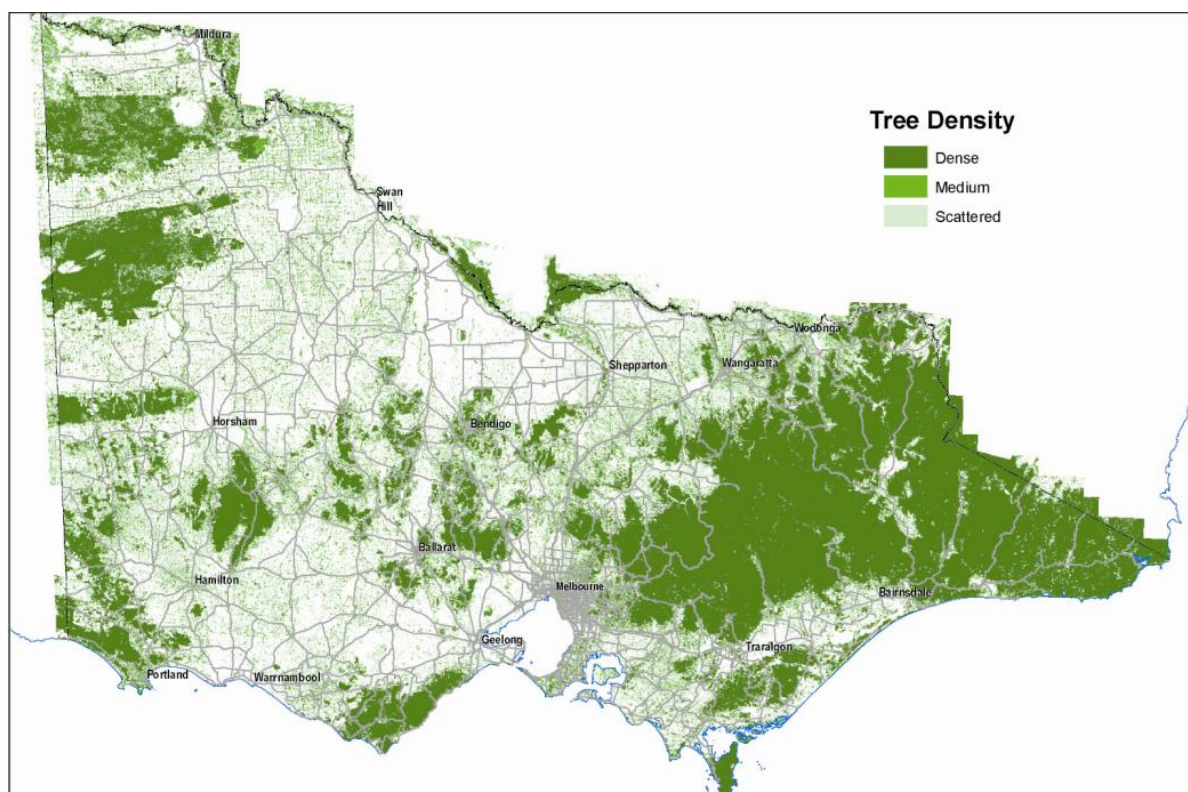 Mildura
Tree Density
Dense
Medium
Scattered
Swan
Hill
Wodonga
Shepparton
Wangaratta
Horsham
Bendigo
Ballarat
Hamilton
Melbourne
Bairnsdale
Geelong
Traralgon
Portland
Warrnambool